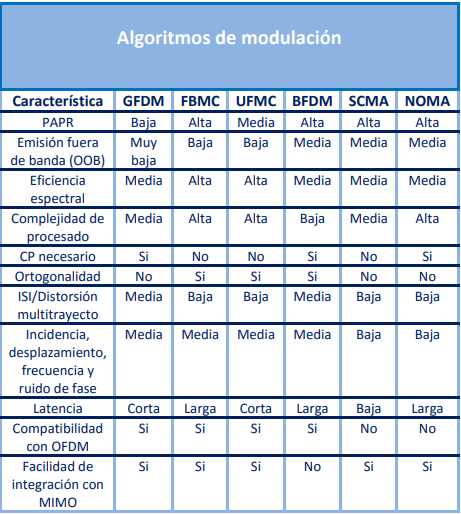 Algoritmos de modulación
Característica GFDM FBMC UFMC BFDM SCMA NOMA
PAPR Baja Alta Media Alta Alta Alta
Emisión fuera de banda (OOB) Muy baja Baja Baja Media Media Media
Eficiencia espectral Media Alta Alta Media Media Media
Complejidad de procesado Media Alta Alta Baja Media Alta
CP necesario Si No No Si No Si
Ortogonalidad No Si Si Si No No
ISI/Distorsión multitrayecto Media Baja Baja Media Baja Baja
Incidencia, desplazamiento, frecuencia y ruido de fase Media Media Media Media Baja Baja
Latencia Corta Larga Corta Larga Baja Larga
Compatibilidad con OFDM Si Si Si Si No No
Facilidad de integración con MIMO Si Si Si No Si Si